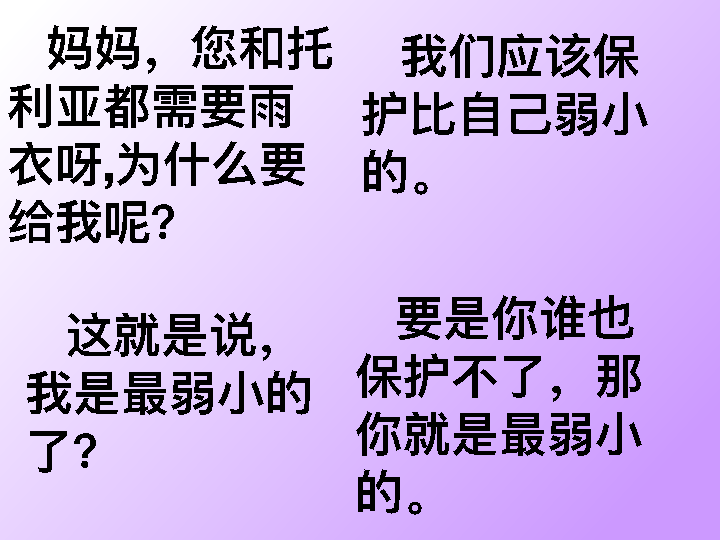 妈妈，您和托
利亚都需要雨
衣呀,为什么要
给我呢?
我们应该保
护比自己弱小
的。
这就是说，
我是最弱小的
了?
要是你谁也
保护不了，那
你就是最弱小
的。